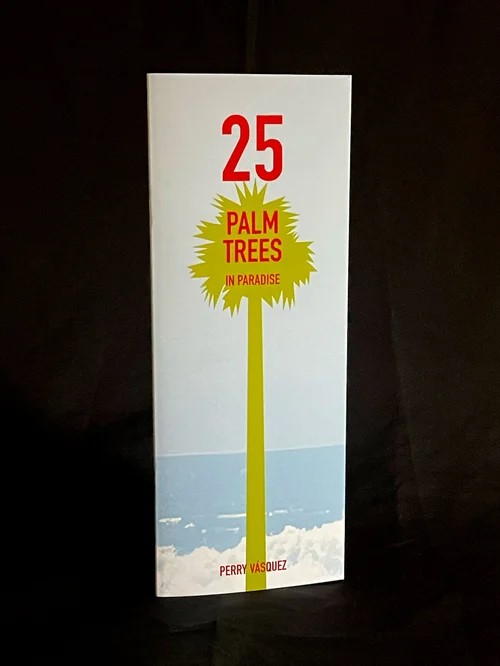 25
PALM
TREES
IN PARADISE
PERRY VÁSQUEZ